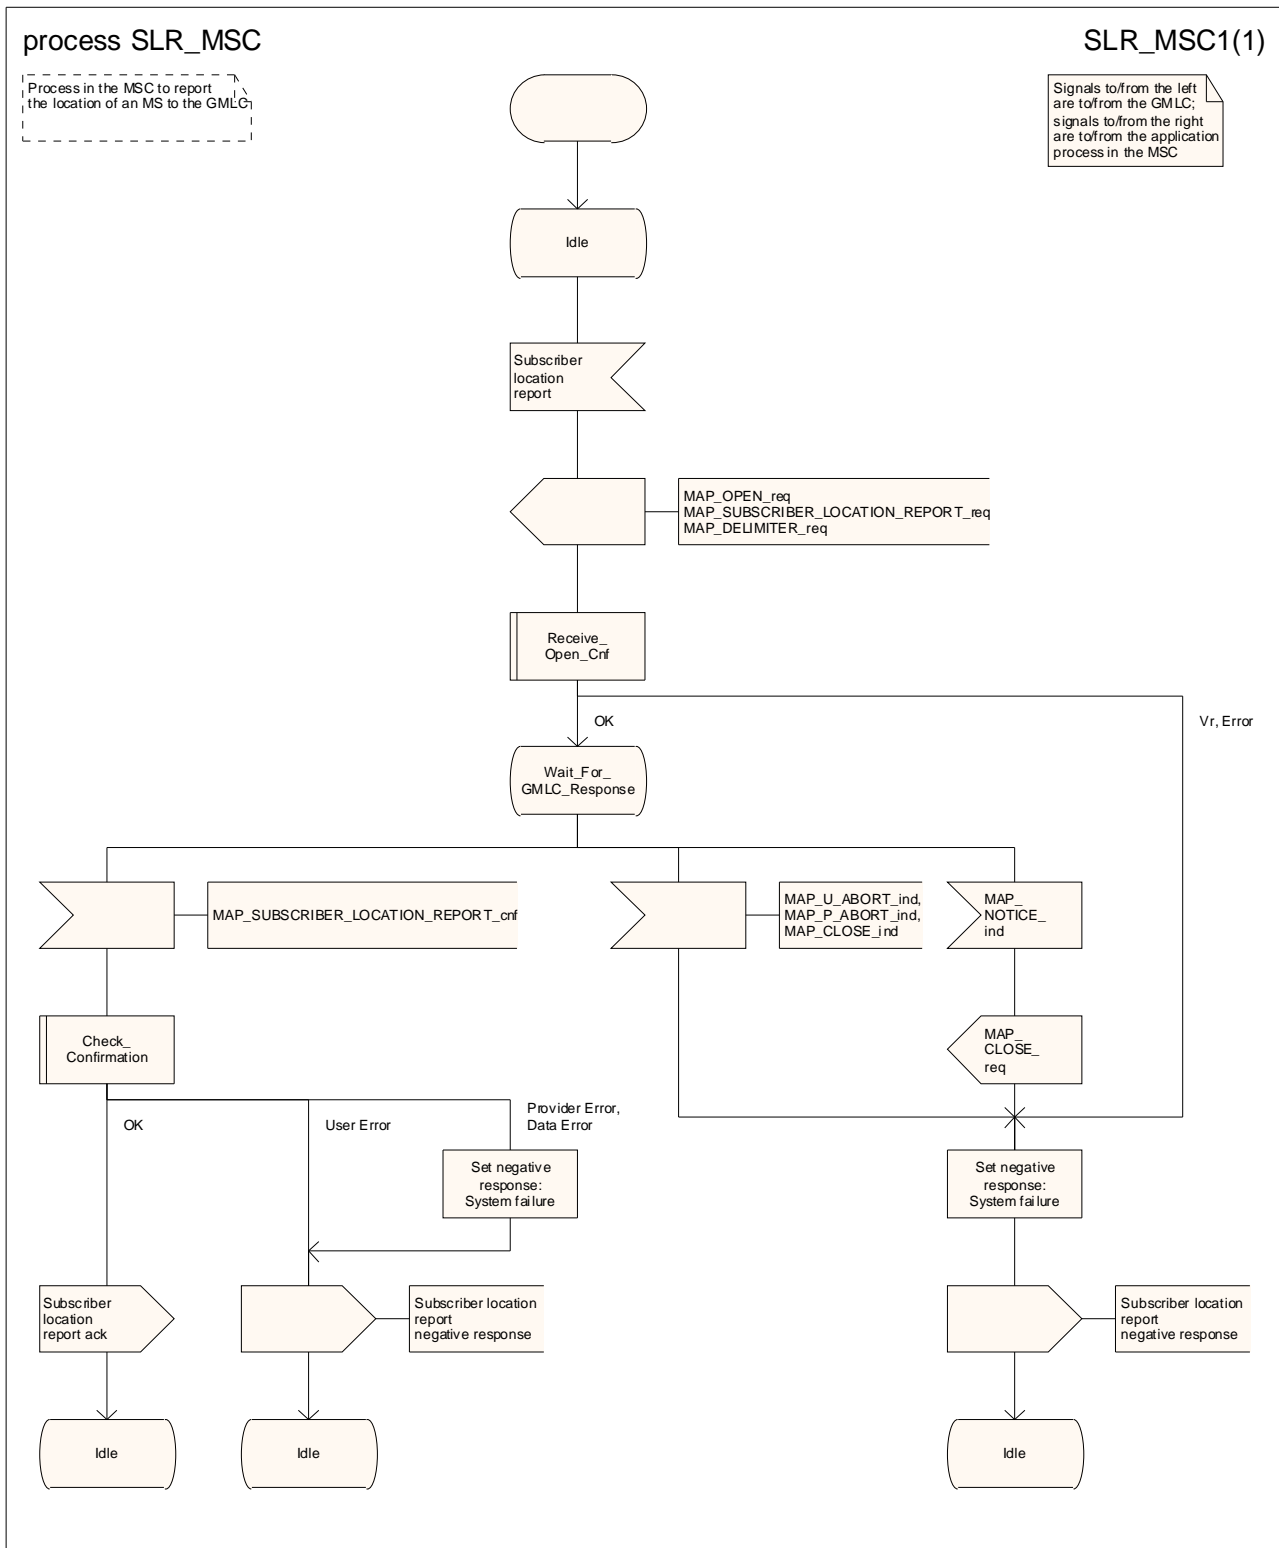 process SLR_MSC
SLR_MSC1(1)
Process in the MSC to report
the location of an MS to the GMLC
Signals to/from the left
are to/from the GMLC;
signals to/from the right
are to/from the application
process in the MSC
Idle
Subscriber
location
report
MAP_OPEN_req
MAP_SUBSCRIBER_LOCATION_REPORT_req
MAP_DELIMITER_req
Receive_
Open_Cnf
OK
Vr, Error
Wait_For_
GMLC_Response
MAP_SUBSCRIBER_LOCATION_REPORT_cnf
MAP_U_ABORT_ind,
MAP_P_ABORT_ind,
MAP_CLOSE_ind
MAP_
NOTICE_
ind
Check_
Confirmation
MAP_
CLOSE_
req
OK
User Error
Provider Error,
Data Error
Set negative
response:
System failure
Set negative
response:
System failure
Subscriber
location
report ack
Subscriber location
report
negative response
Subscriber location
report
negative response
Idle
Idle
Idle